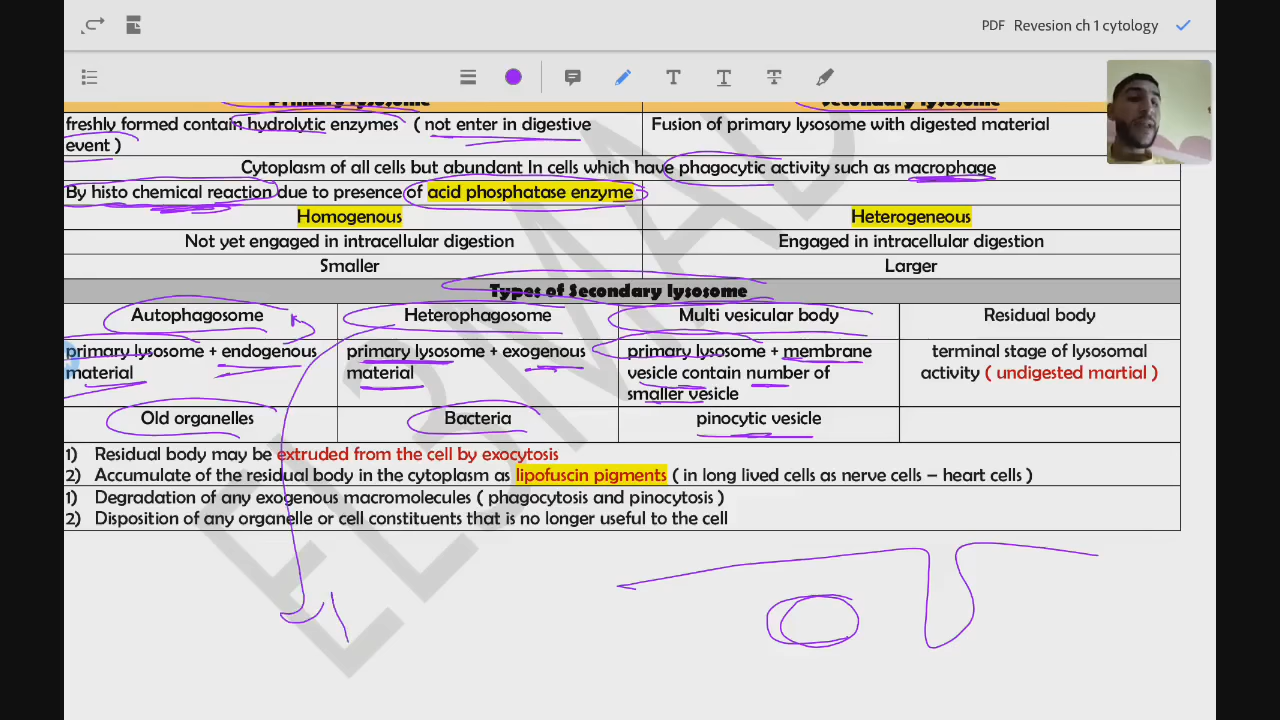 PDF Revesion ch 1 cytology
Primary lysosome
Secondary lysosome
freshly formed contain hydrolytic enzymes ( not enter in digestive
event )
Fusion of primary lysosome with digested material
Cytoplasm of all cells but abundant In cells which have phagocytic activity such as macrophage
By histo chemical reaction due to presence of acid phosphatase enzyme
Homogenous
Heterogeneous
Not yet engaged in intracellular digestion
Engaged in intracellular digestion
Smaller
Larger
Types of Secondary lysosome
Autophagosome
Heterophagosome
Multi vesicular body
Residual body
primary lysosome + endogenous
material
primary lysosome + exogenous
material
primary lysosome + membrane
vesicle contain number of
smaller vesicle
terminal stage of lysosomal
activity ( undigested martial )
Old organelles
Bacteria
pinocytic vesicle
1) Residual body may be extruded from the cell by exocytosis
2) Accumulate of the residual body in the cytoplasm as lipofuscin pigments ( in long lived cells as nerve cells – heart cells )
1) Degradation of any exogenous macromolecules ( phagocytosis and pinocytosis )
2) Disposition of any organelle or cell constituents that is no longer useful to the cell